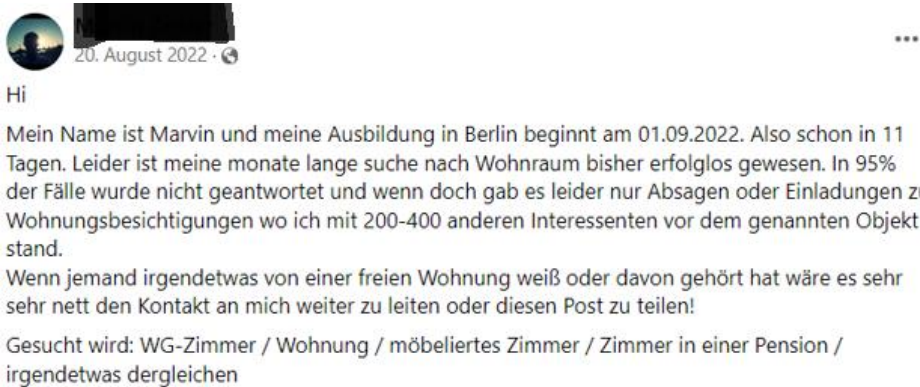 20. August 2022
Hi
Mein Name ist Marvin und meine Ausbildung in Berlin beginnt am 01.09.2022. Also schon in 11
Tagen. Leider ist meine monate lange suche nach Wohnraum bisher erfolglos gewesen. In 95%
der Fälle wurde nicht geantwortet und wenn doch gab es leider nur Absagen oder Einladungen zu
Wohnungsbesichtigungen wo ich mit 200-400 anderen Interessenten vor dem genannten Objekt
stand.
Wenn jemand irgendetwas von einer freien Wohnung weiß oder davon gehört hat wäre es sehr
sehr nett den Kontakt an mich weiter zu leiten oder diesen Post zu teilen!
Gesucht wird: WG-Zimmer / Wohnung / möbeliertes Zimmer / Zimmer in einer Pension /
irgendetwas dergleichen